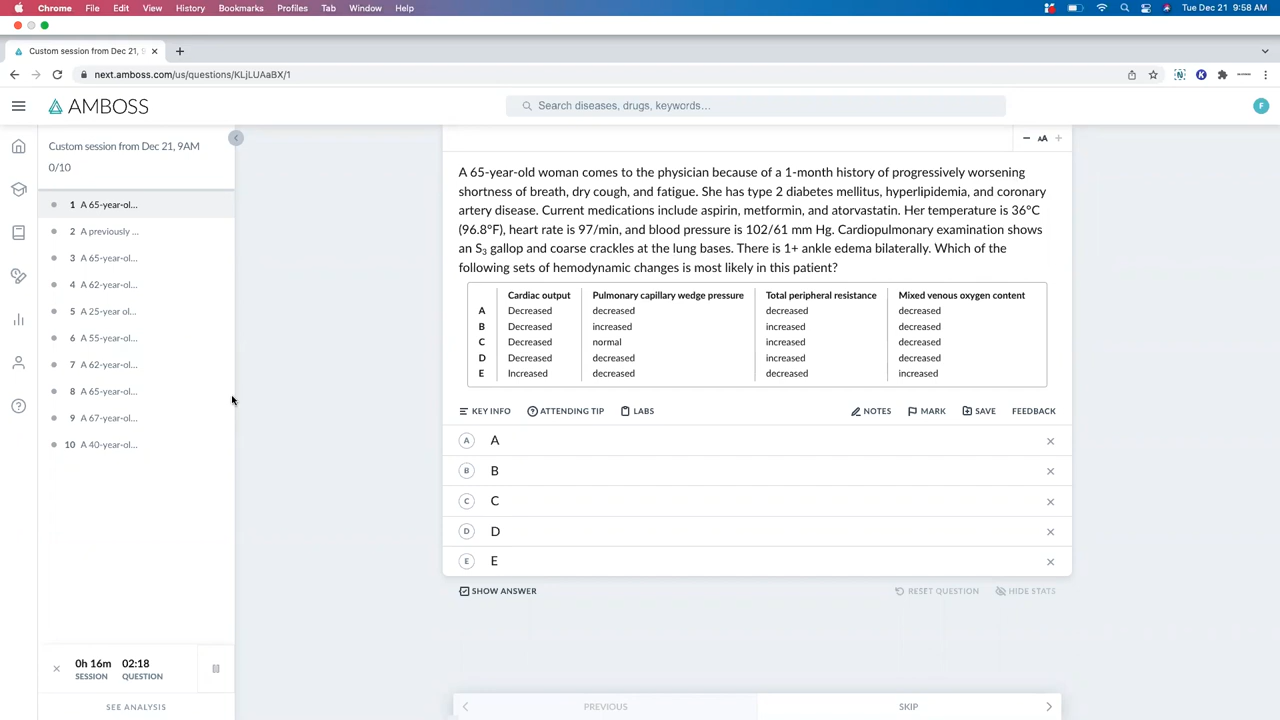 Chrome File Edit View History Bookmarks Profiles Tab Window Help Tue Dec 21 9:58 AM
Custom session from Dec 21, 9
next.amboss.com/us/questions/KLjLUAaBX/1
AMBOSS
Search diseases, drugs, keywords…
F
Custom session from Dec 21, 9AM
0/10
1 A 65-year-ol...
2 A previously ...
3 A 65-year-ol...
4 A 62-year-ol...
5 A 25-year ol...
6 A 55-year-ol...
7 A 62-year-ol...
8 A 65-year-ol...
9 A 67-year-ol...
10 A 40-year-ol...
0h 16m 02:18
SESSION QUESTION
SEE ANALYSIS
AA
A 65-year-old woman comes to the physician because of a 1-month history of progressively worsening
shortness of breath, dry cough, and fatigue. She has type 2 diabetes mellitus, hyperlipidemia, and coronary
artery disease. Current medications include aspirin, metformin, and atorvastatin. Her temperature is 36°C
(96.8°F), heart rate is 97/min, and blood pressure is 102/61 mm Hg. Cardiopulmonary examination shows
an S3 gallop and coarse crackles at the lung bases. There is 1+ ankle edema bilaterally. Which of the
following sets of hemodynamic changes is most likely in this patient?
Cardiac output Pulmonary capillary wedge pressure Total peripheral resistance Mixed venous oxygen content
A Decreased decreased decreased decreased
B Decreased increased increased decreased
C Decreased normal increased decreased
D Decreased decreased increased decreased
E Increased decreased decreased increased
KEY INFO ATTENDING TIP LABS NOTES MARK SAVE FEEDBACK
A A
B B
C C
D D
E E
SHOW ANSWER RESET QUESTION HIDE STATS
PREVIOUS SKIP